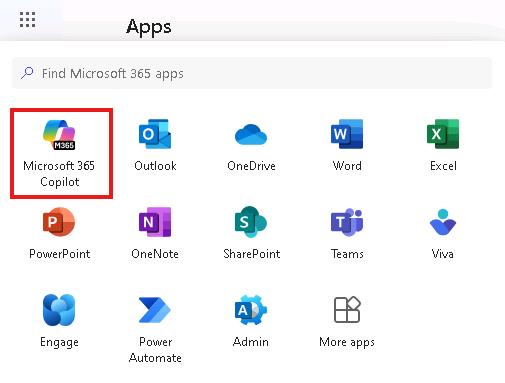 Apps
Find Microsoft 365 apps
M365
Microsoft 365
Copilot
Outlook
OneDrive
Word
Excel
PowerPoint
OneNote
SharePoint
Teams
Viva
Engage
Power
Automate
Admin
More apps
O
W
X
P
N
S
T
A